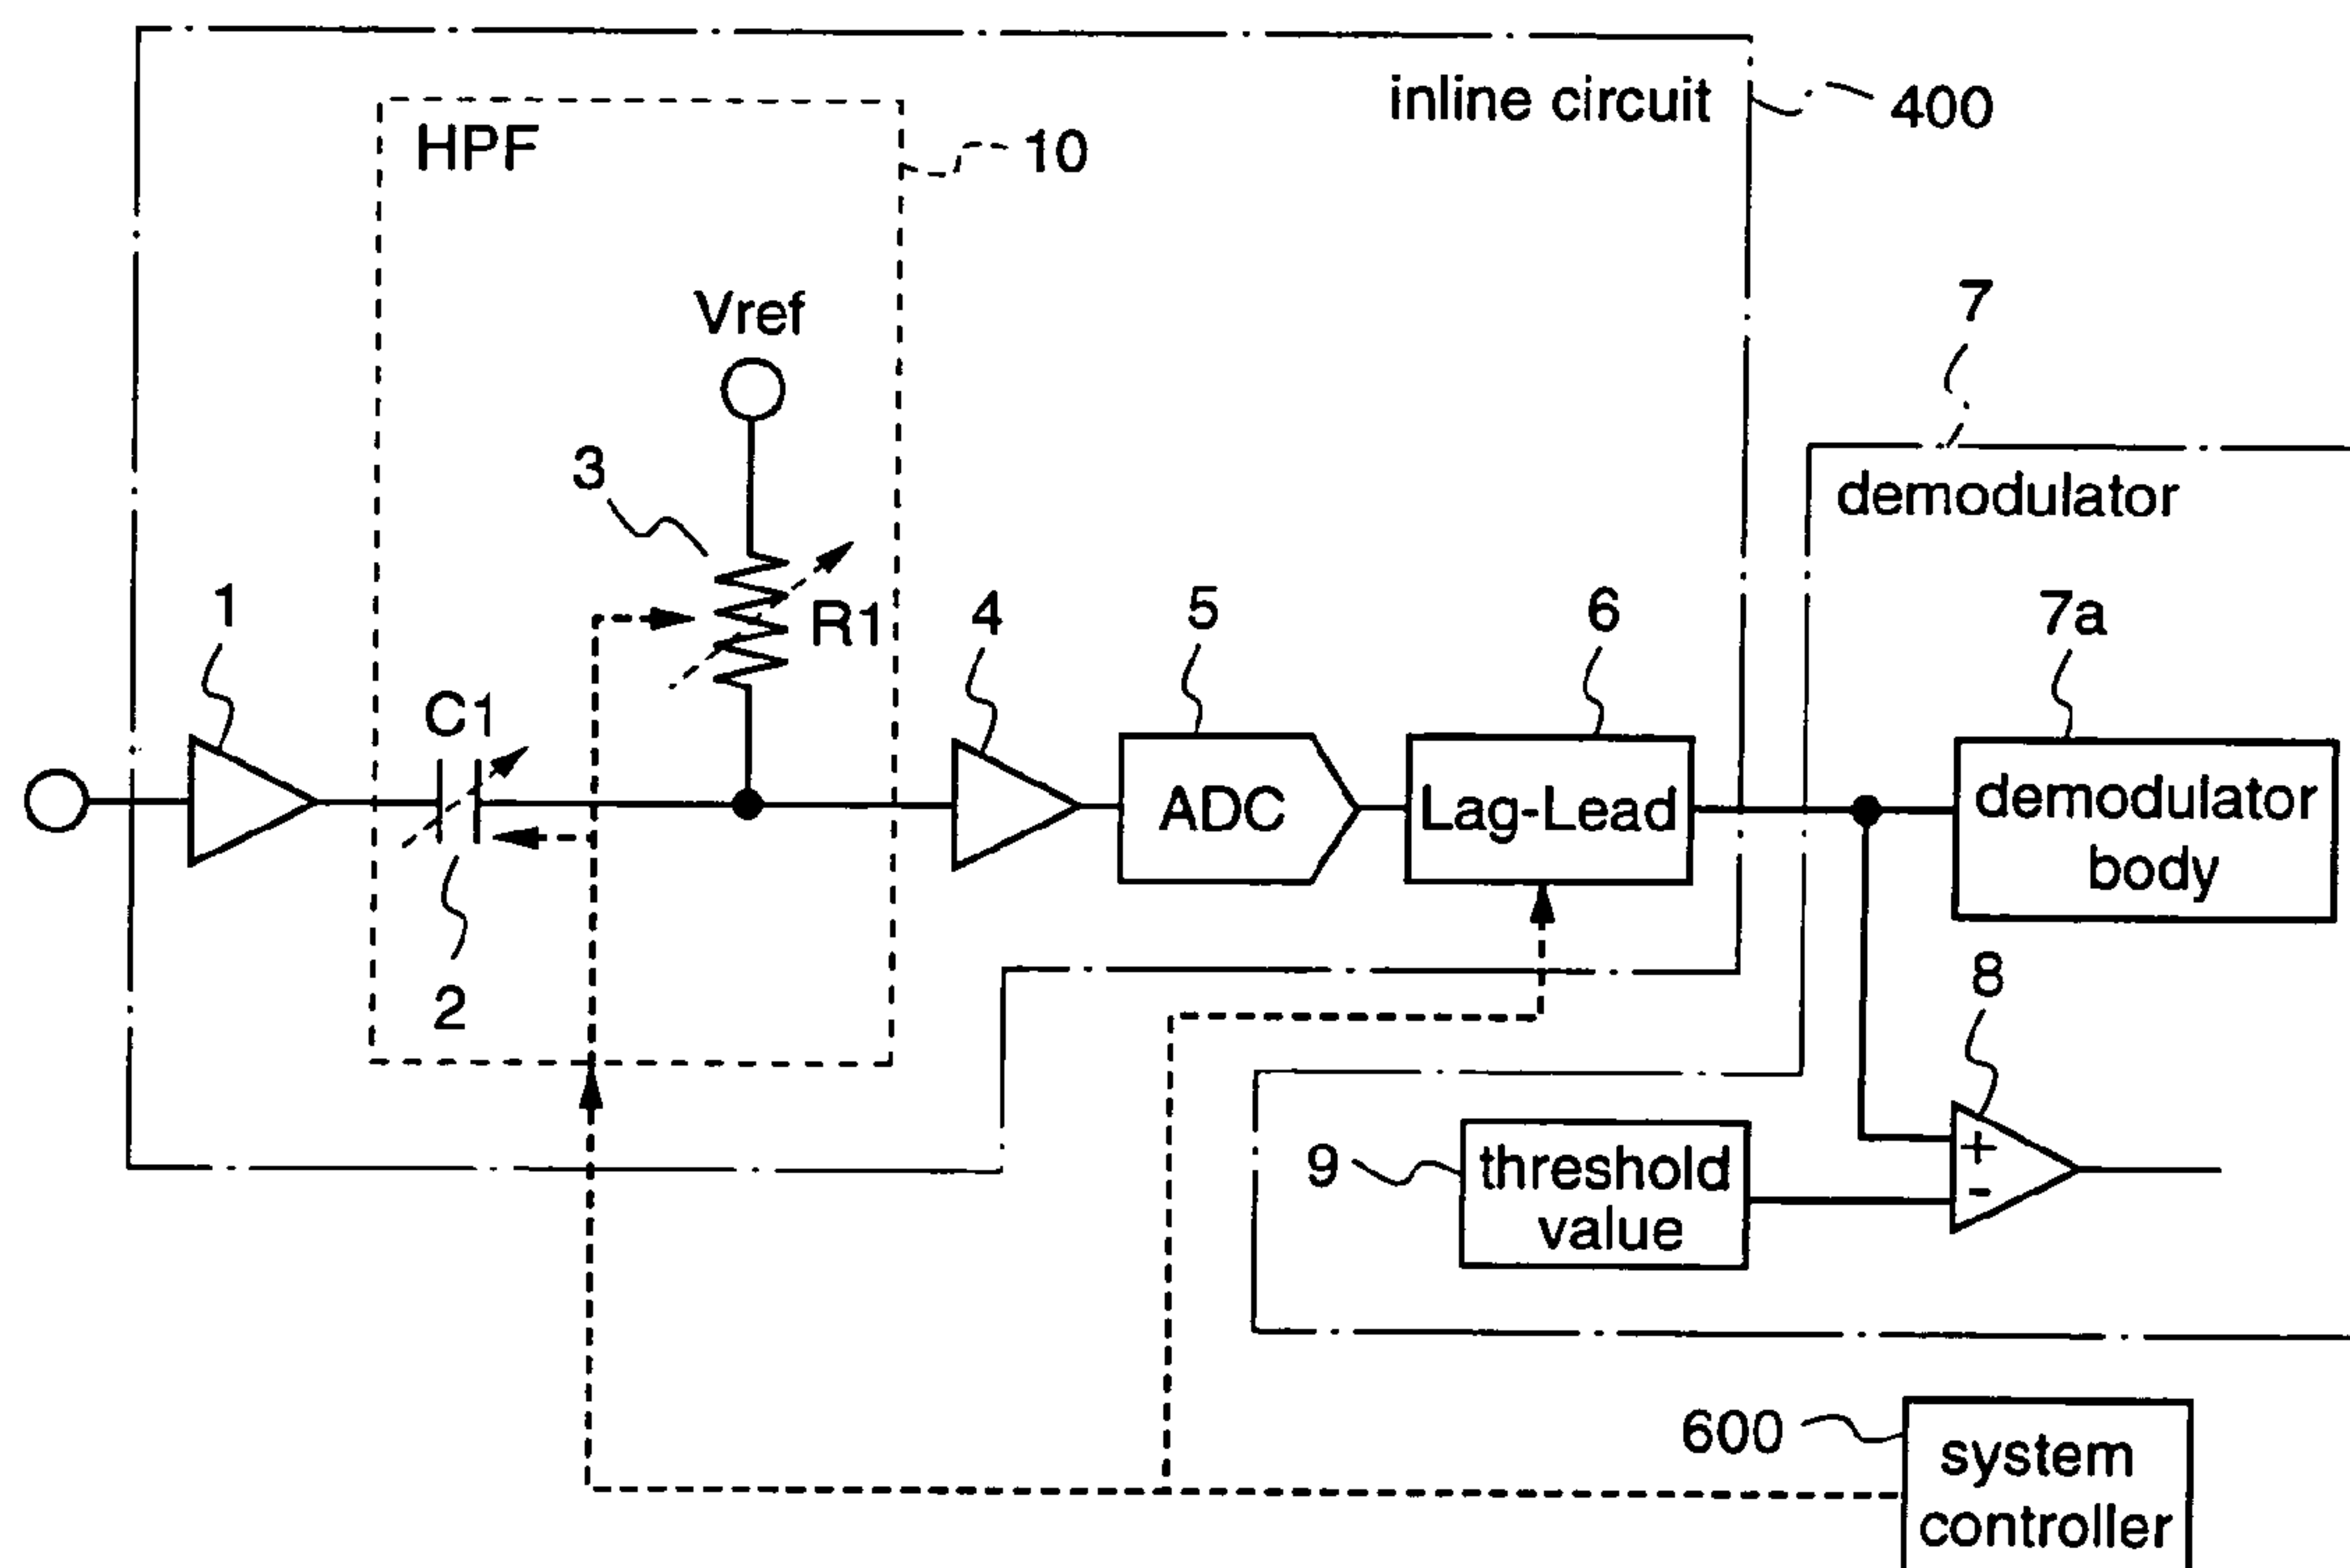 inline circuit
400
HPF
10
Vref
7
demodulator
3
1
R1
4
5
6
7a
C1
ADC
Lag-Lead
demodulator
body
2
8
+
-
9
threshold
value
600
system
controller